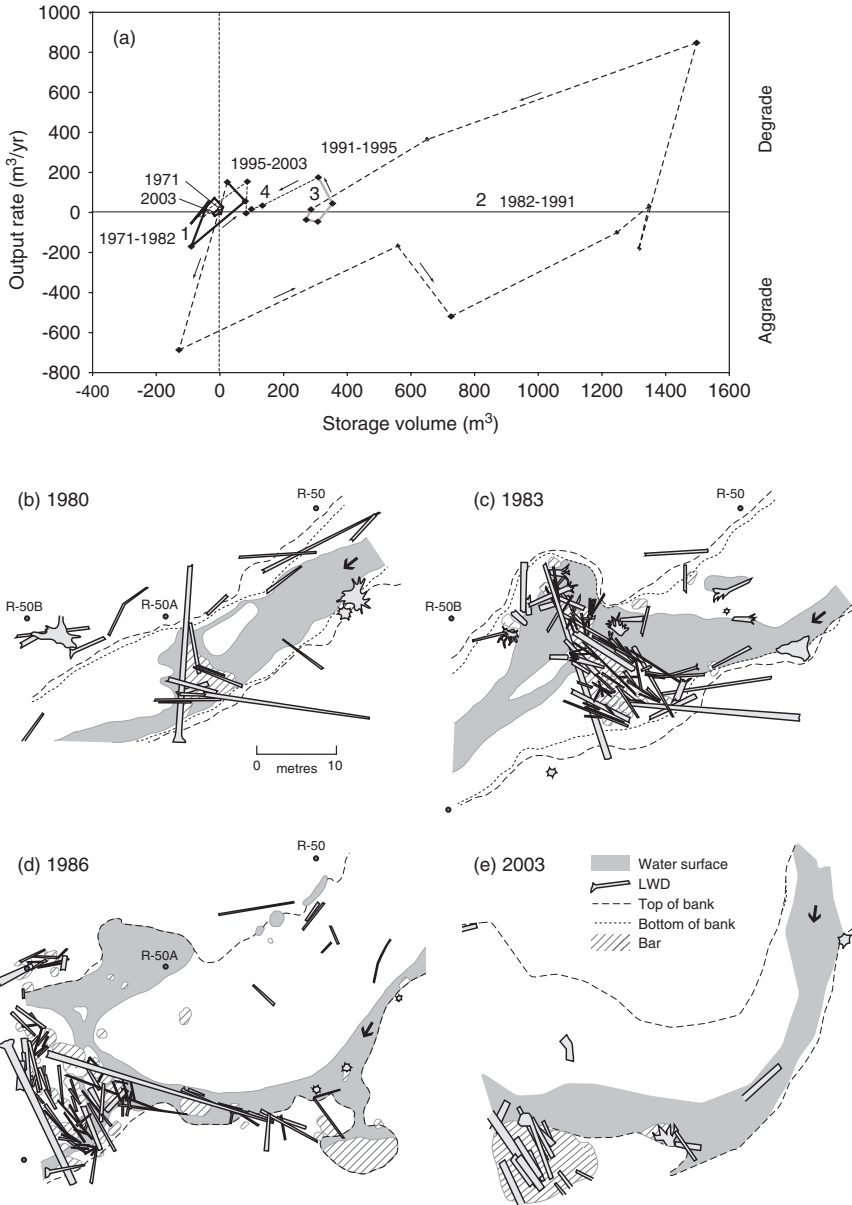 (a)
1000
800
600
400
200
0
-200
-400
-600
-800
Output rate (m³/yr)
-400
-200
0
200
400
600
800
1000
1200
1400
1600
Storage volume (m³)
Degrade
Aggrade
1991-1995
1995-2003
1971
2003
4
3
2 1982-1991
1
1971-1982
(b) 1980
R-50
R-50B
R-50A
0 metres 10
(c) 1983
R-50
R-50B
(d) 1986
R-50
R-50A
(e) 2003
Water surface
LWD
Top of bank
Bottom of bank
Bar